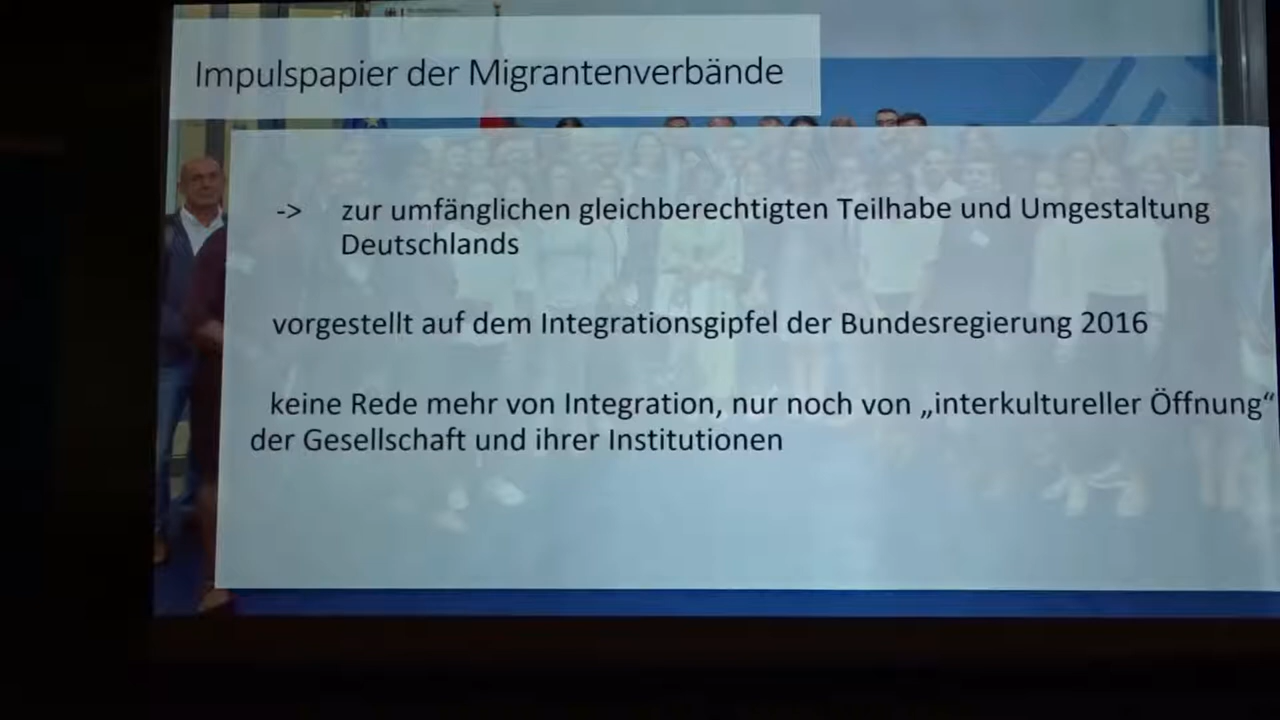 Impulspapier der Migrantenverbände
-> zur umfänglichen gleichberechtigten Teilhabe und Umgestaltung
Deutschlands
vorgestellt auf dem Integrationsgipfel der Bundesregierung 2016
keine Rede mehr von Integration, nur noch von „interkultureller Öffnung“
der Gesellschaft und ihrer Institutionen